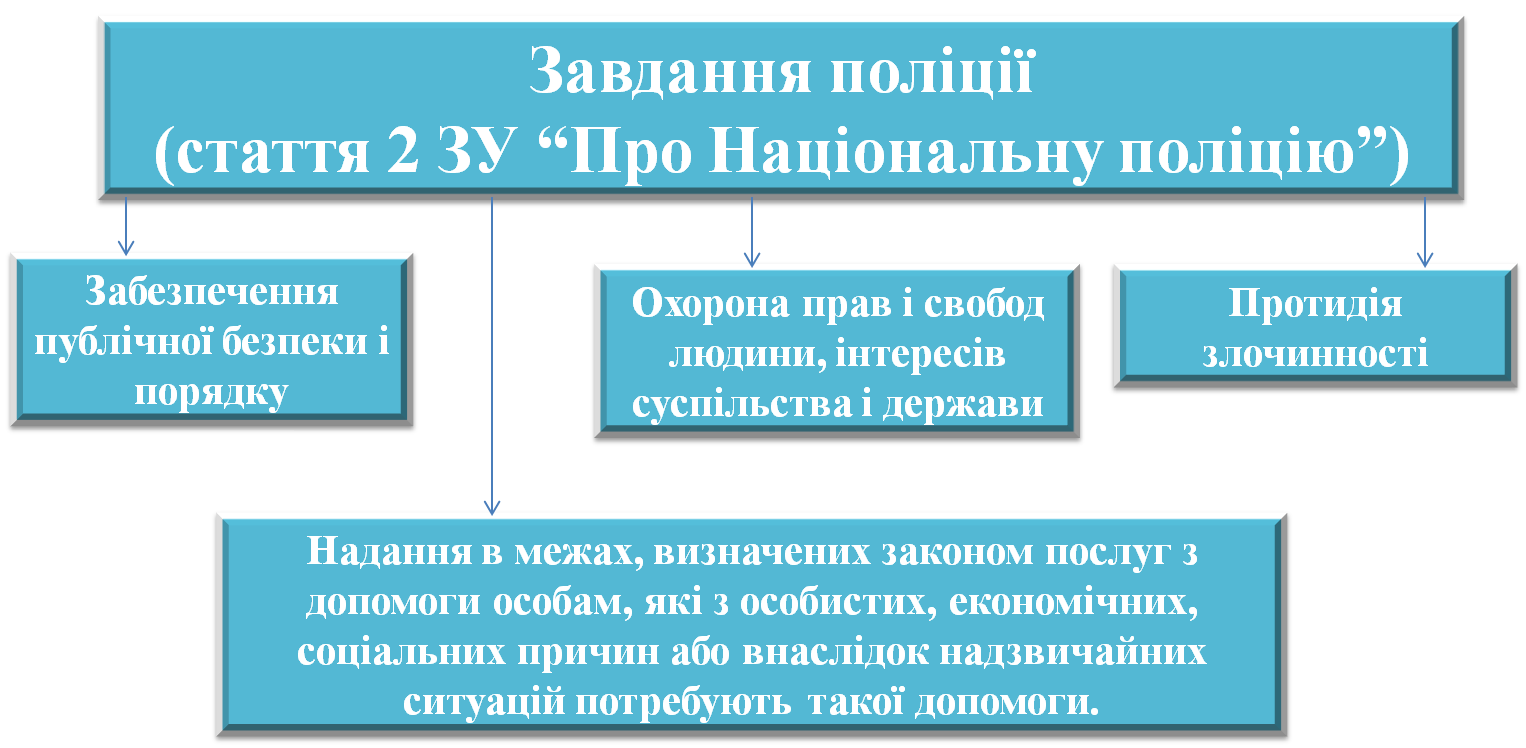 Завдання поліції
(стаття 2 ЗУ “Про Національну поліцію”)
Забезпечення
публічної безпеки і
порядку
Охорона прав і свобод
людини, інтересів
суспільства і держави
Протидія
злочинності
Надання в межах, визначених законом послуг з
допомоги особам, які з особистих, економічних,
соціальних причин або внаслідок надзвичайних
ситуацій потребують такої допомоги.